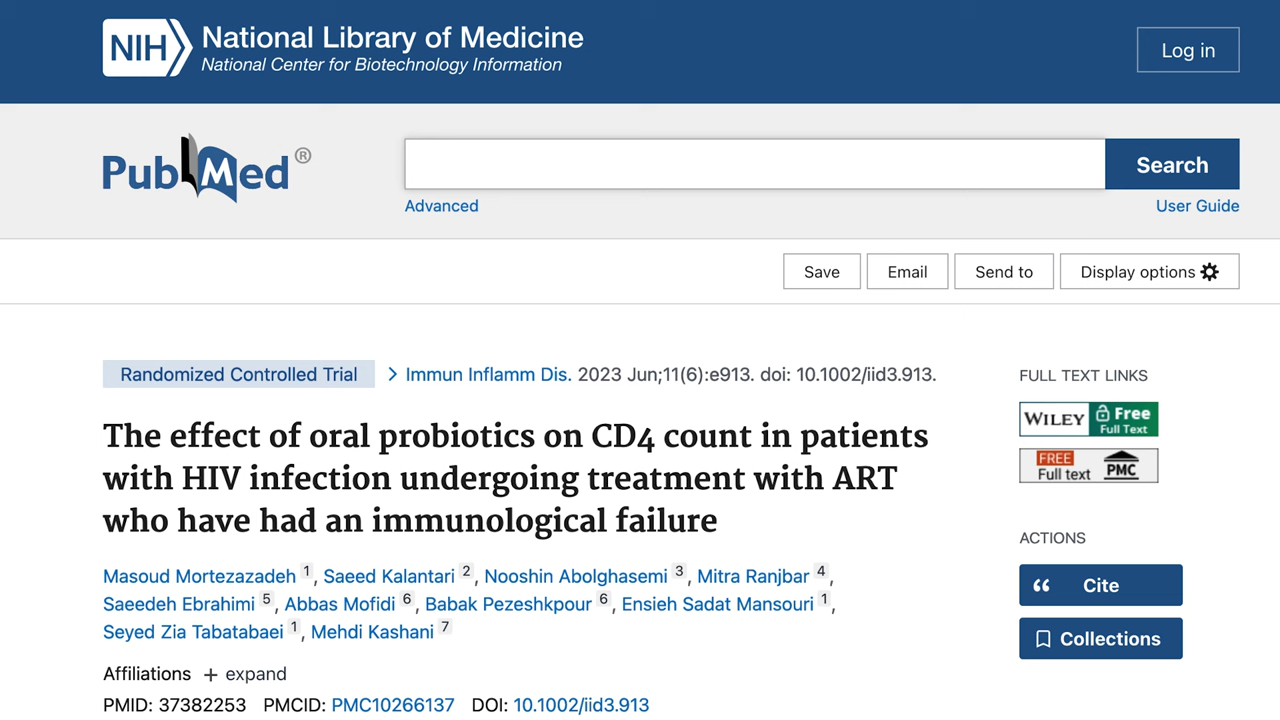 NIH National Library of Medicine
National Center for Biotechnology Information
Log in
PubMed®
Search
Advanced
User Guide
Save
Email
Send to
Display options
Randomized Controlled Trial
Immun Inflamm Dis. 2023 Jun;11(6):e913. doi: 10.1002/iid3.913.
The effect of oral probiotics on CD4 count in patients
with HIV infection undergoing treatment with ART
who have had an immunological failure
Masoud Mortezazadeh 1, Saeed Kalantari 2, Nooshin Abolghasemi 3, Mitra Ranjbar 4,
Saeedeh Ebrahimi 5, Abbas Mofidi 6, Babak Pezeshkpour 6, Ensieh Sadat Mansouri 1,
Seyed Zia Tabatabaei 1, Mehdi Kashani 7
Affiliations + expand
PMID: 37382253 PMCID: PMC10266137 DOI: 10.1002/iid3.913
FULL TEXT LINKS
WILEY Free
Full Text
FREE
Full text PMC
ACTIONS
Cite
Collections